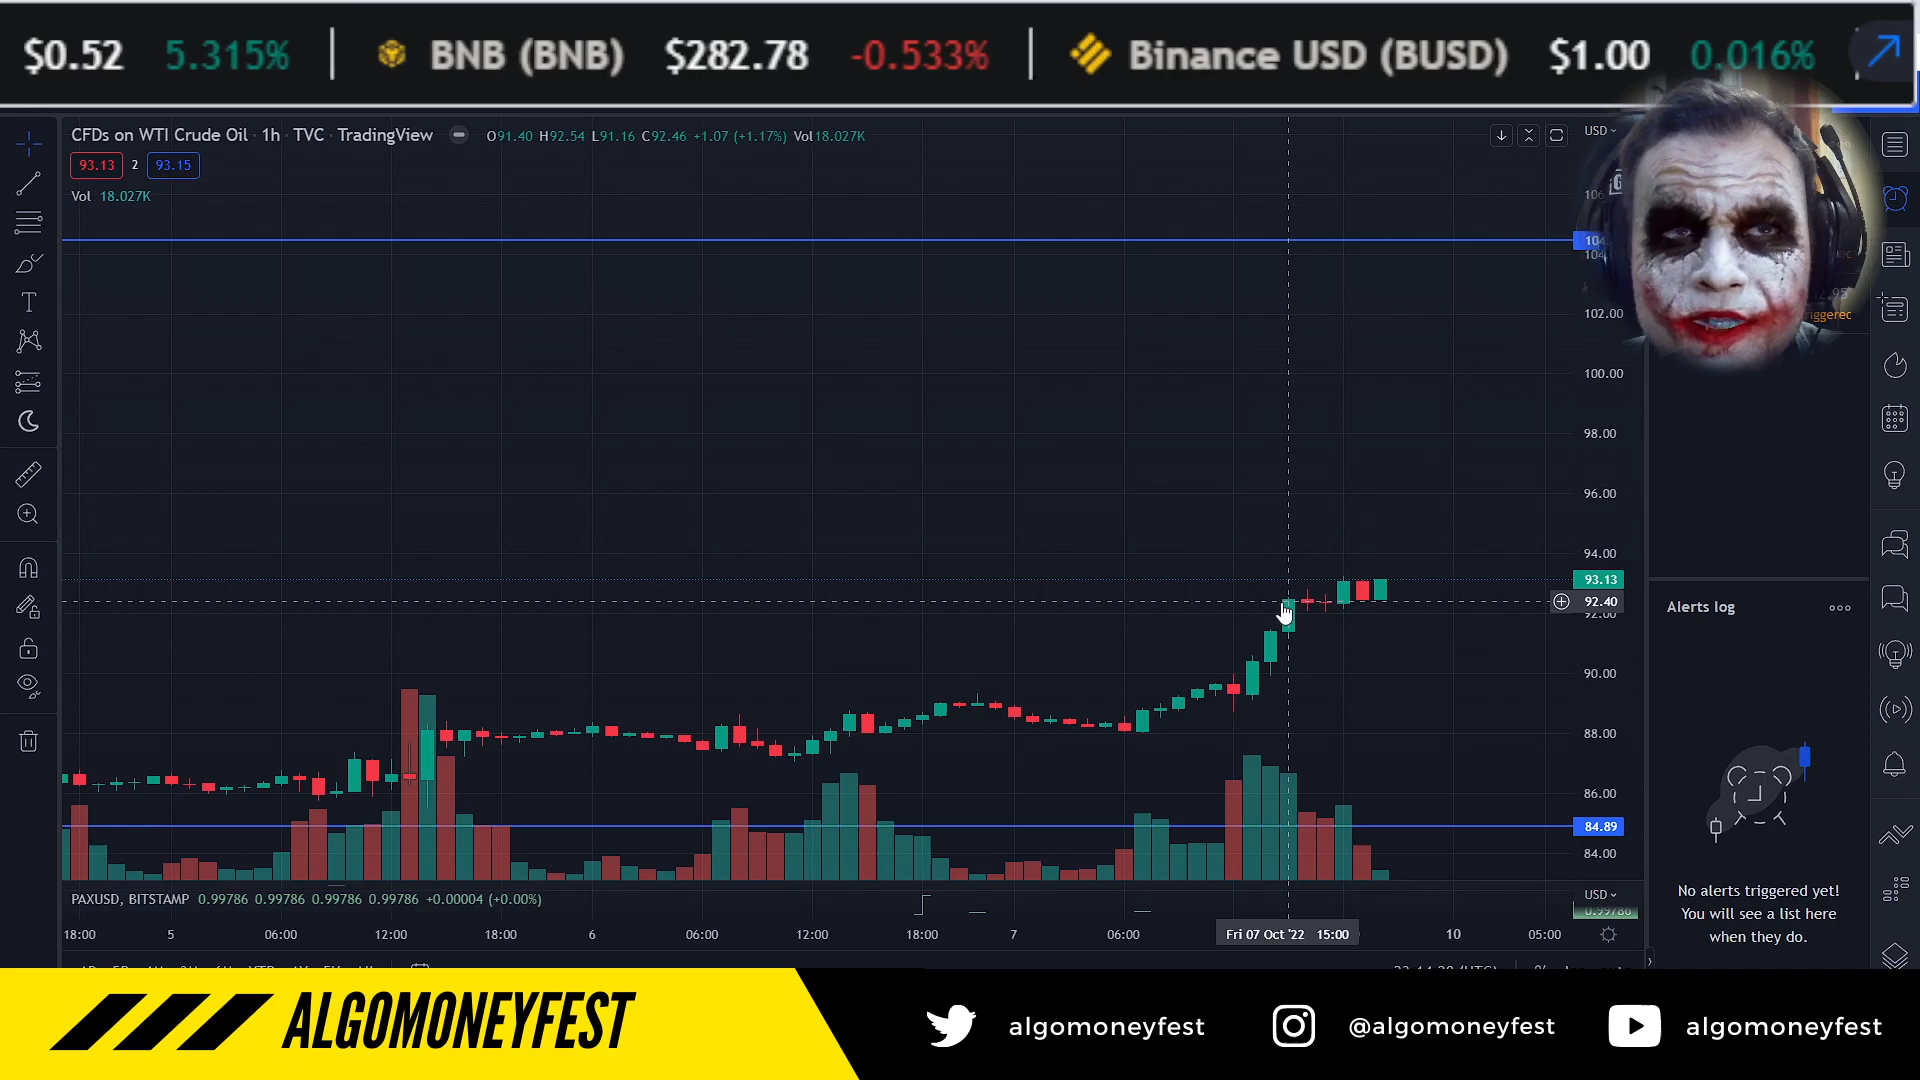 $0.52 5.315% BNB (BNB) $282.78 -0.533% Binance USD (BUSD) $1.00 0.016%
CFDs on WTI Crude Oil · 1h · TVC · TradingView O91.40 H92.54 L91.16 C92.46 +1.07 (+1.17%) Vol18.027K
USD
93.13 2 93.15
Vol 18.027K
102.00
100.00
98.00
96.00
94.00
93.13
92.40
92.00
90.00
88.00
86.00
84.89
84.00
Alerts log
No alerts triggered yet!
You will see a list here
when they do.
PAXUSD, BITSTAMP 0.99786 0.99786 0.99786 0.99786 +0.00004 (+0.00%)
USD
0.99786
18:00 5 06:00 12:00 18:00 6 06:00 12:00 18:00 7 06:00 Fri 07 Oct '22 15:00 10 05:00
ALGOMONEYFEST
algomoneyfest @algomoneyfest algomoneyfest